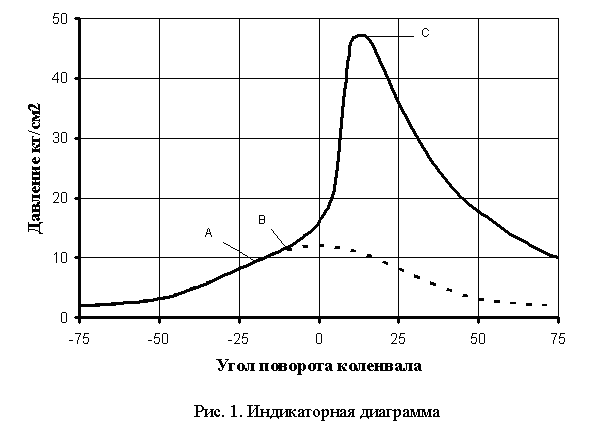 50
40
30
20
10
0
Давление кг/см2
A
B
C
-75 -50 -25 0 25 50 75
Угол поворота коленвала
Рис. 1. Индикаторная диаграмма